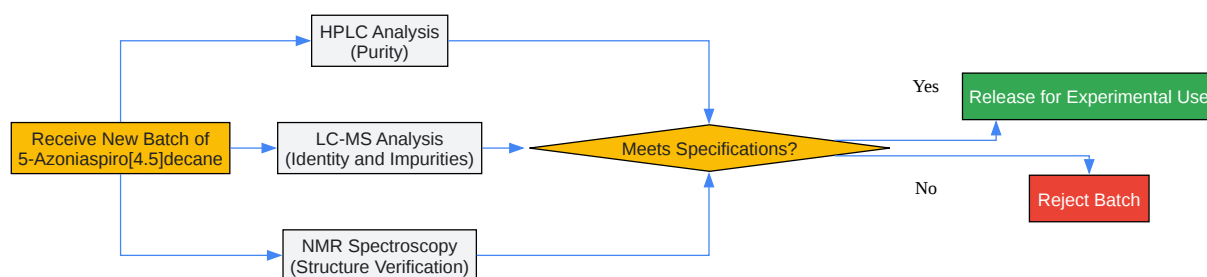 HPLC Analysis
(Purity)
Receive New Batch of
5-Azoniaspiro[4.5]decane
LC-MS Analysis
(Identity and Impurities)
NMR Spectroscopy
(Structure Verification)
Meets Specifications?
Yes
Release for Experimental Use
No
Reject Batch